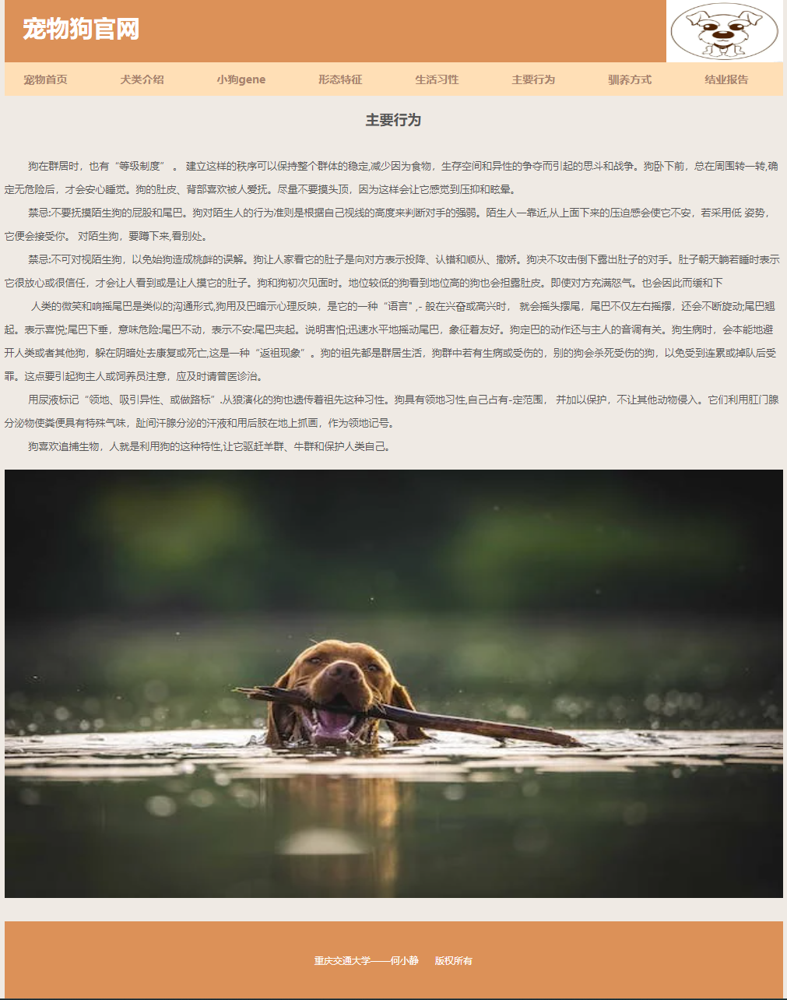 宠物狗官网
宠物首页 犬类介绍 小狗gene 形态特征 生活习性 主要行为 驯养方式 结业报告
主要行为
狗在群居时，也有“等级制度” 。 建立这样的秩序可以保持整个群体的稳定,减少因为食物，生存空间和异性的争夺而引起的思斗和战争。狗卧下前，总在周围转一转,确
定无危险后，才会安心睡觉。狗的肚皮、背部喜欢被人爱抚。尽量不要摸头顶，因为这样会让它感觉到压抑和眩晕。
禁忌:不要抚摸陌生狗的屁股和尾巴。狗对陌生人的行为准则是根据自己视线的高度来判断对手的强弱。陌生人一靠近,从上面下来的压迫感会使它不安，若采用低 姿势，
它便会接受你。 对陌生狗，要蹲下来,看别处。
禁忌:不可对视陌生狗，以免始狗造成桃衅的误解。狗让人家看它的肚子是向对方表示投降、认错和顺从、撒娇。狗决不攻击倒下露出肚子的对手。肚子朝天躺若睡时表示
它很放心或很信任，才会让人看到或是让人摸它的肚子。狗和狗初次见面时。地位较低的狗看到地位高的狗也会担露肚皮。即使对方充满怒气。也会因此而缓和下
人类的微笑和响摇尾巴是类似的沟通形式,狗用及巴暗示心理反映，是它的一种“语言" ,- 般在兴奋或高兴时， 就会摇头摆尾，尾巴不仅左右摇摆，还会不断旋动;尾巴翘
起。表示喜悦;尾巴下垂，意味危险:尾巴不动，表示不安:尾巴夹起。说明害怕;迅速水平地摇动尾巴，象征着友好。狗定巴的动作还与主人的音调有关。狗生病时，会本能地避
开人类或者其他狗，躲在阴暗处去康复或死亡,这是一种“返祖现象”。狗的祖先都是群居生活，狗群中若有生病或受伤的，别的狗会杀死受伤的狗，以免受到连累或掉队后受
罪。这点要引起狗主人或饲养员注意，应及时请普医诊治。
用尿液标记“领地、吸引异性、或做路标”.从狼演化的狗也遗传着祖先这种习性。狗具有领地习性,自己占有-定范围， 并加以保护，不让其他动物侵入。它们利用肛门腺
分泌物使粪便具有特殊气味，趾间汗腺分泌的汗液和用后肢在地上抓画，作为领地记号。
狗喜欢追捕生物，人就是利用狗的这种特性,让它驱赶羊群、牛群和保护人类自己。
重庆交通大学——何小静 版权所有